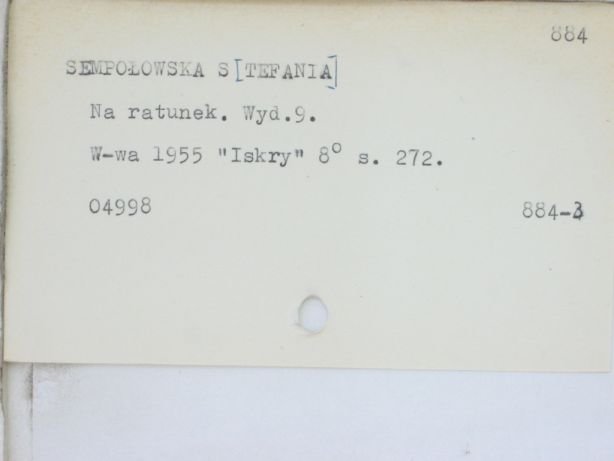 884
SEMPOŁOWSKA S[TEFANIA]
Na ratunek. Wyd.9.
W-wa 1955 "Iskry" 8° s. 272.
04998
884-3